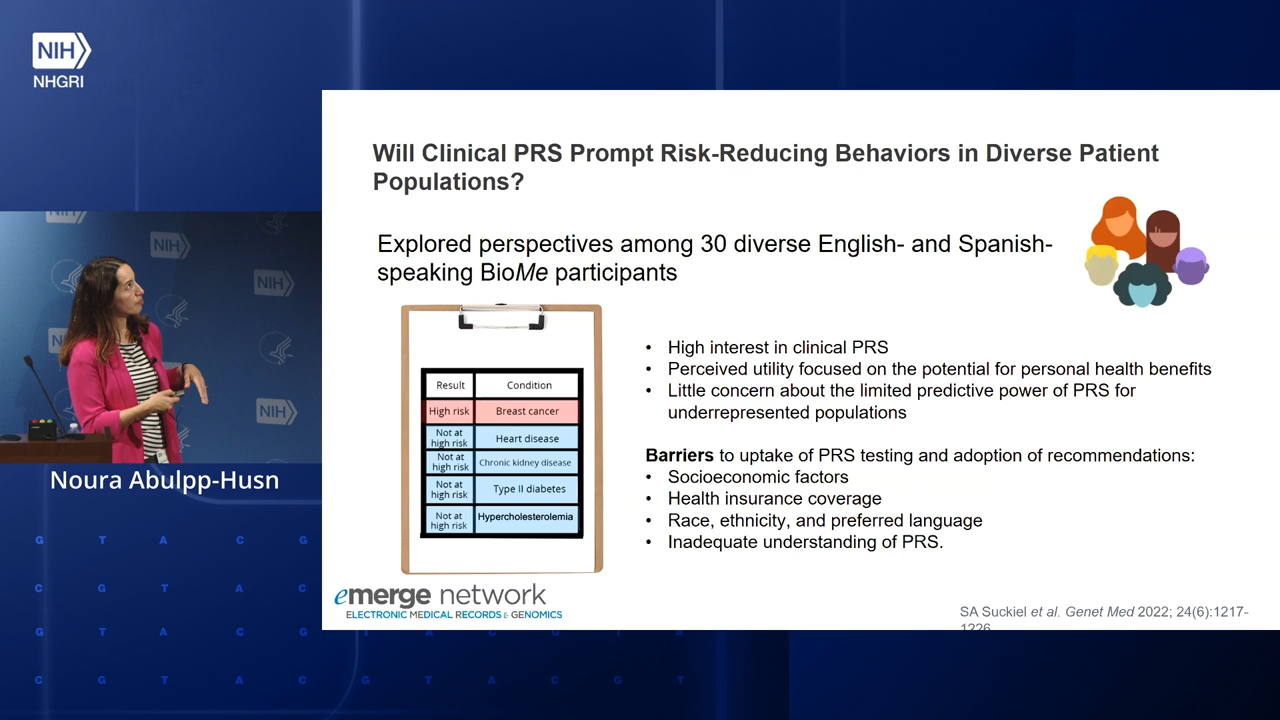 NIH
NHGRI
Will Clinical PRS Prompt Risk-Reducing Behaviors in Diverse Patient
Populations?
Explored perspectives among 30 diverse English- and Spanish-
speaking BioMe participants
Result Condition
High risk Breast cancer
Not at
high risk Heart disease
Not at
high risk Chronic kidney disease
Not at
high risk Type II diabetes
Not at
high risk Hypercholesterolemia
• High interest in clinical PRS
• Perceived utility focused on the potential for personal health benefits
• Little concern about the limited predictive power of PRS for
underrepresented populations
Barriers to uptake of PRS testing and adoption of recommendations:
• Socioeconomic factors
• Health insurance coverage
• Race, ethnicity, and preferred language
• Inadequate understanding of PRS.
emerge network
ELECTRONIC MEDICAL RECORDS & GENOMICS
SA Suckiel et al. Genet Med 2022; 24(6):1217-
1226
NIH
NIH
NIH
NIH
NIH
Noura Abulpp-Husn
G T A C G
C G T A C
G T A C G T A C G T A
C G T A C G T A C G T